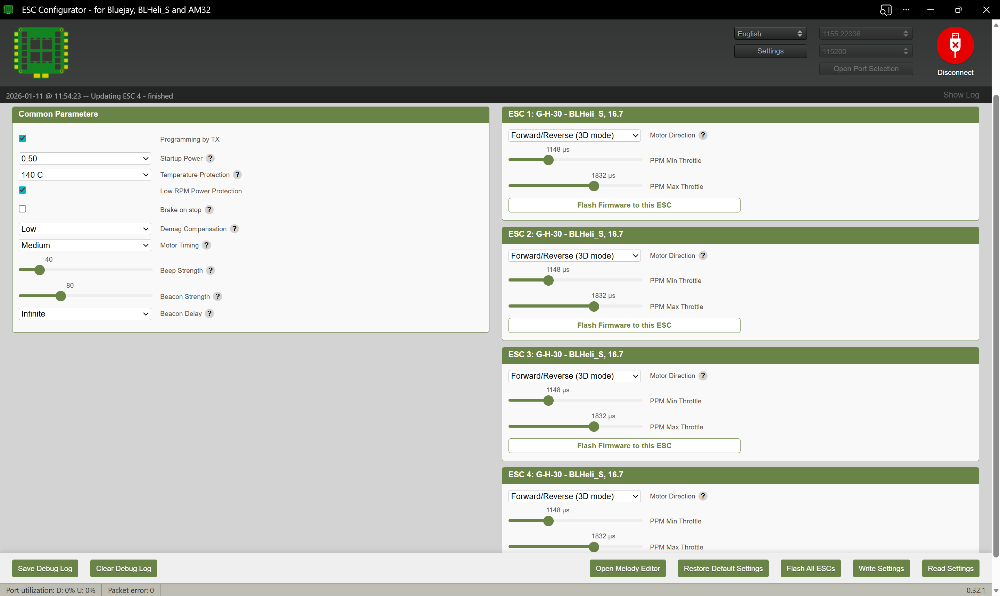 ESC Configurator - for Bluejay, BLHeli_S and AM32
English
1155:22336
Settings
115200
Open Port Selection
Disconnect
2026-01-11 @ 11:54:23 -- Updating ESC 4 - finished
Show Log
Common Parameters
Programming by TX
0.50
Startup Power ?
140 C
Temperature Protection ?
Low RPM Power Protection
Brake on stop ?
Low
Demag Compensation ?
Medium
Motor Timing ?
40
Beep Strength ?
80
Beacon Strength ?
Infinite
Beacon Delay ?
ESC 1: G-H-30 - BLHeli_S, 16.7
Forward/Reverse (3D mode)
Motor Direction ?
1148 µs
PPM Min Throttle
1832 µs
PPM Max Throttle
Flash Firmware to this ESC
ESC 2: G-H-30 - BLHeli_S, 16.7
Forward/Reverse (3D mode)
Motor Direction ?
1148 µs
PPM Min Throttle
1832 µs
PPM Max Throttle
Flash Firmware to this ESC
ESC 3: G-H-30 - BLHeli_S, 16.7
Forward/Reverse (3D mode)
Motor Direction ?
1148 µs
PPM Min Throttle
1832 µs
PPM Max Throttle
Flash Firmware to this ESC
ESC 4: G-H-30 - BLHeli_S, 16.7
Forward/Reverse (3D mode)
Motor Direction ?
1148 µs
PPM Min Throttle
1832 µs
PPM Max Throttle
Save Debug Log
Clear Debug Log
Open Melody Editor
Restore Default Settings
Flash All ESCs
Write Settings
Read Settings
Port utilization: D: 0% U: 0%
Packet error: 0
0.32.1